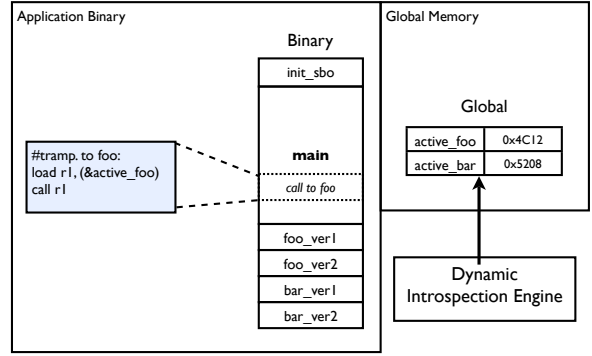 Application Binary
Binary
init_sbo
main
call to foo
foo_ver1
foo_ver2
bar_ver1
bar_ver2
#tramp. to foo:
load r1, (&active_foo)
call r1
Global Memory
Global
active_foo 0x4C12
active_bar 0x5208
Dynamic
Introspection Engine